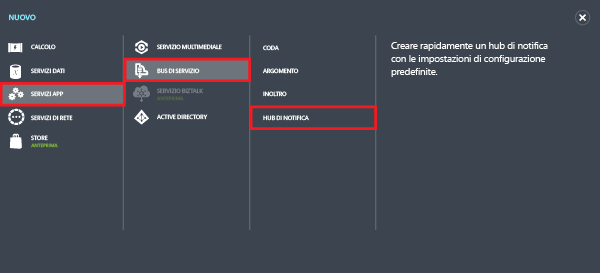 NUOVO
CALCOLO
SERVIZI DATI
SERVIZI APP
SERVIZI DI RETE
STORE
ANTEPRIMA
SERVIZIO MULTIMEDIALE
BUS DI SERVIZIO
SERVIZIO BIZTALK
ANTEPRIMA
ACTIVE DIRECTORY
CODA
ARGOMENTO
INOLTRO
HUB DI NOTIFICA
Creare rapidamente un hub di notifica
con le impostazioni di configurazione
predefinite.